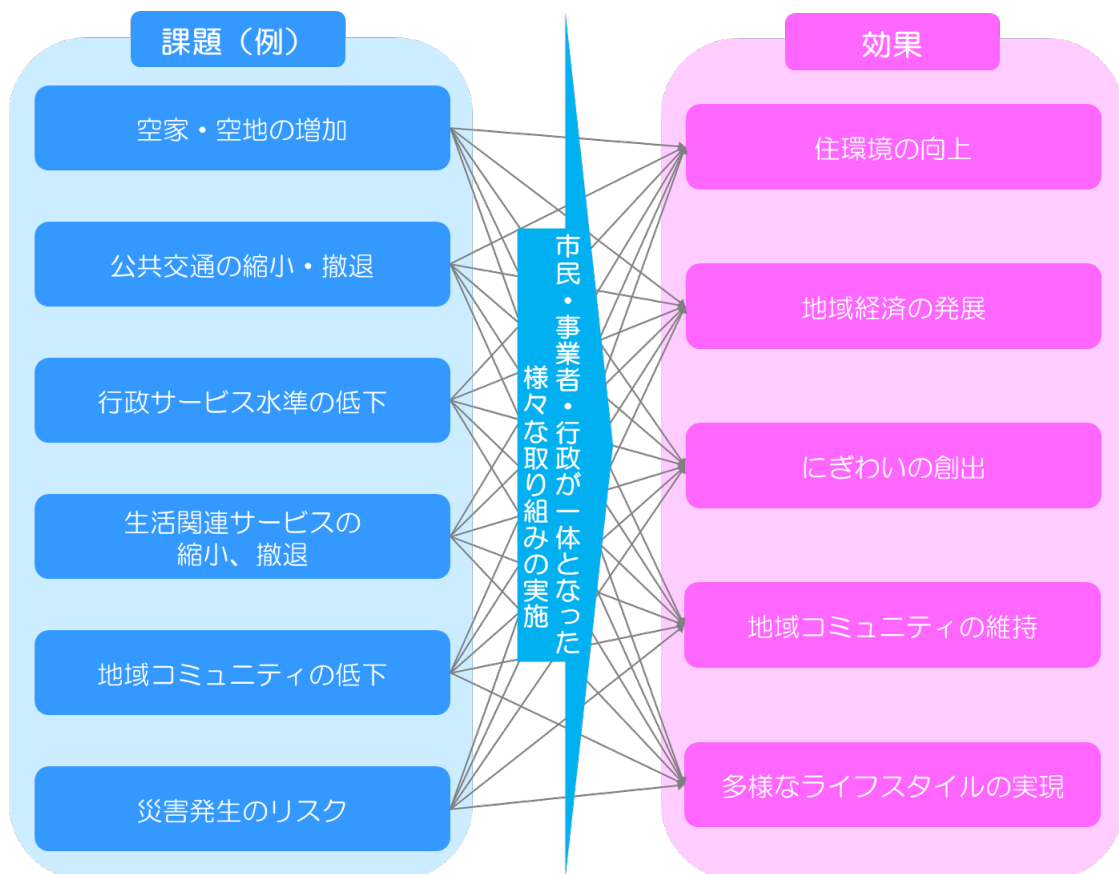 課題（例）
空家・空地の増加
公共交通の縮小・撤退
行政サービス水準の低下
生活関連サービスの
縮小、撤退
地域コミュニティの低下
災害発生のリスク
市民・事業者・行政が一体となった
様々な取り組みの実施
効果
住環境の向上
地域経済の発展
にぎわいの創出
地域コミュニティの維持
多様なライフスタイルの実現